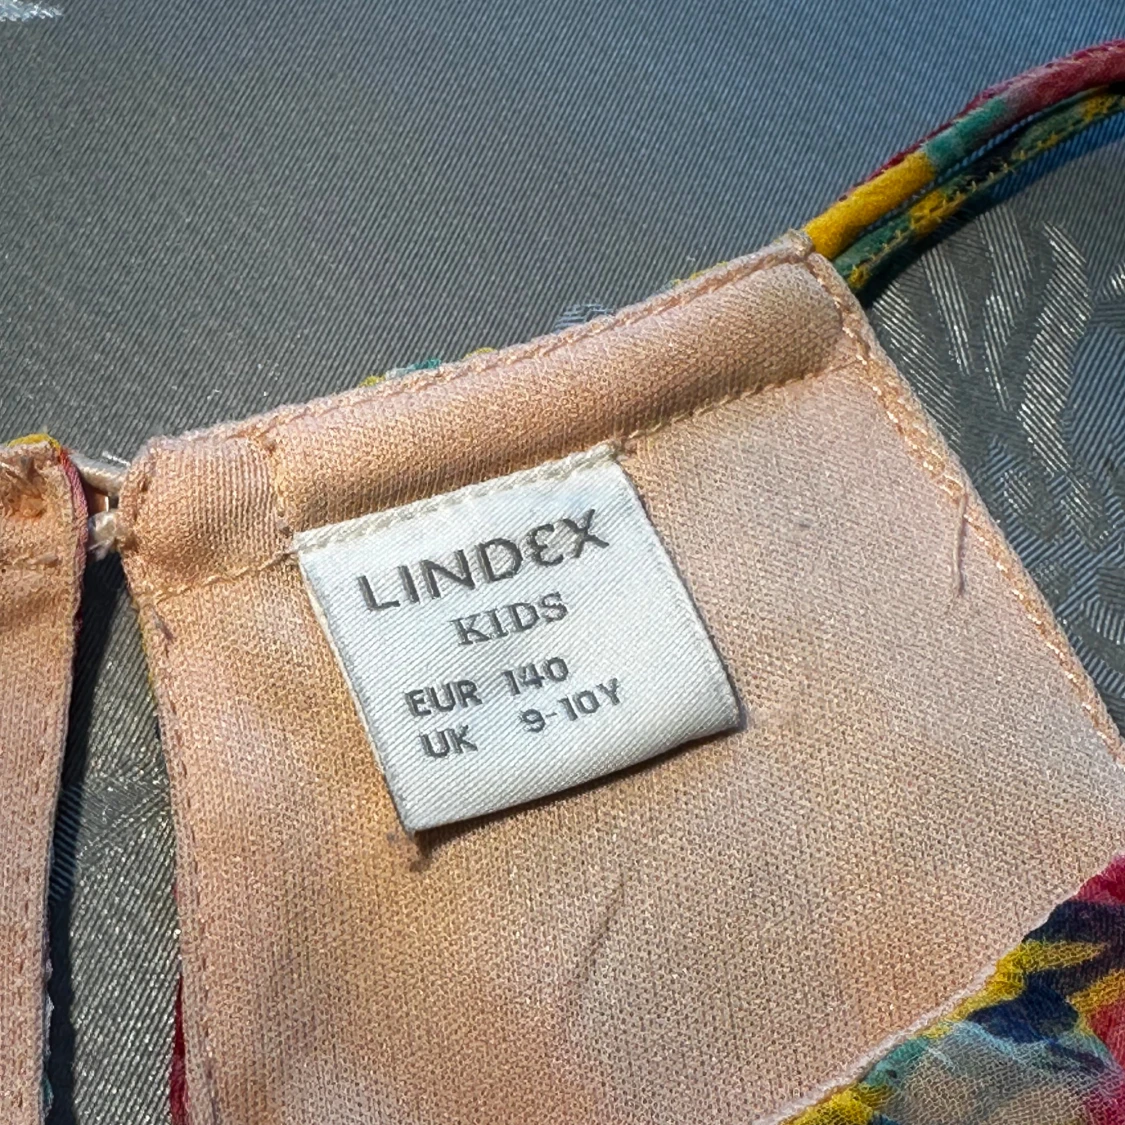 LINDEX
KIDS
EUR 140
UK 9-10Y